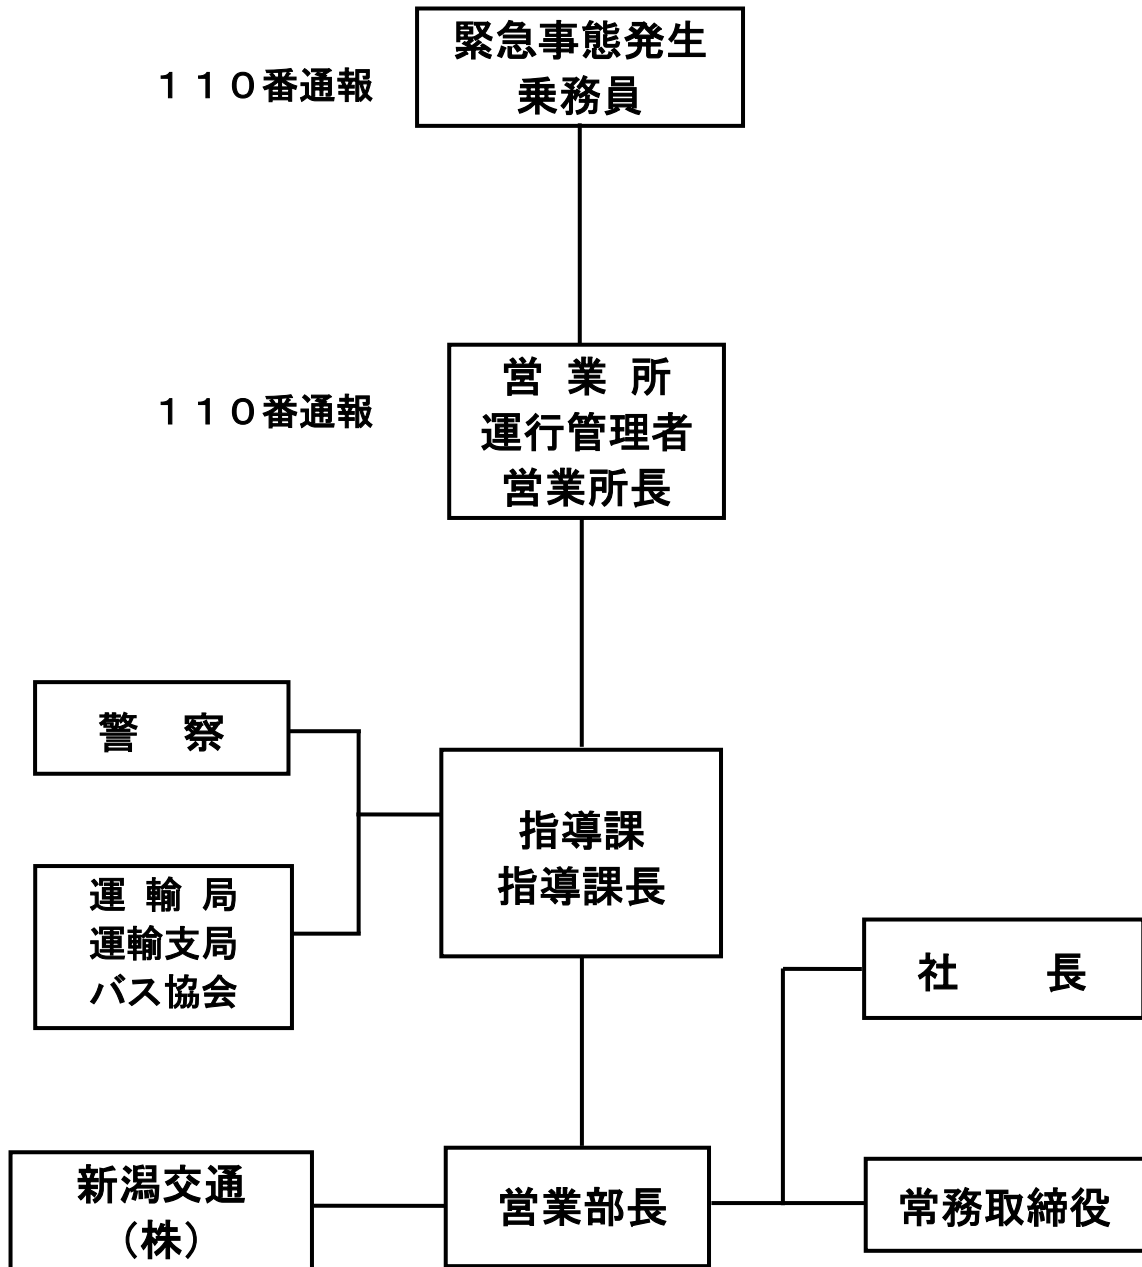 緊急事態発生
乗務員
１１０番通報
営 業 所
運行管理者
営業所長
１１０番通報
警　察
指導課
指導課長
運 輸 局
運輸支局
バス協会
社　　長
新潟交通
（株）
営業部長
常務取締役